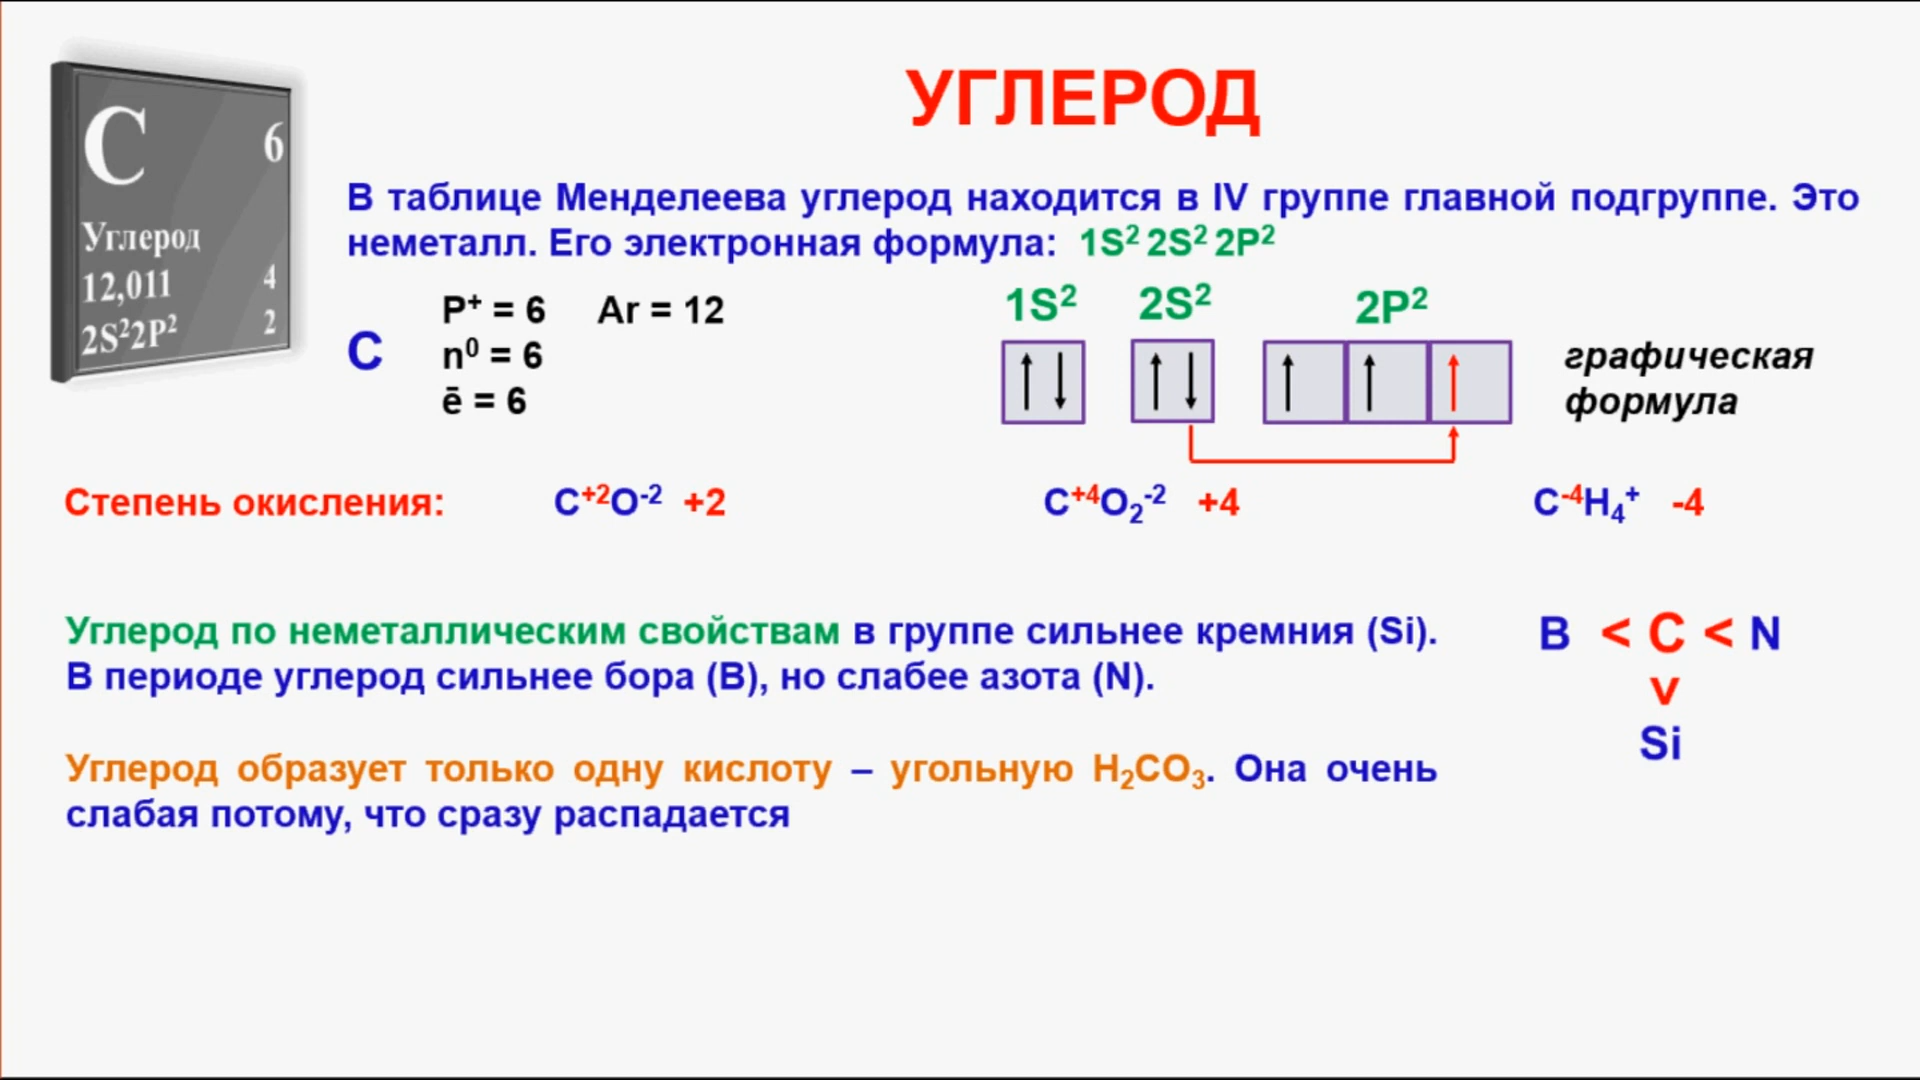 УГЛЕРОД
C 6
Углерод
12,011 4
2S²2P² 2
В таблице Менделеева углерод находится в IV группе главной подгруппе. Это
неметалл. Его электронная формула: 1S² 2S² 2P²
1S² 2S² 2P²
P⁺ = 6 Ar = 12
C n⁰ = 6
ē = 6
графическая
формула
Степень окисления: C⁺²O⁻² +2 C⁺⁴O₂⁻² +4 C⁻⁴H₄⁺ -4
Углерод по неметаллическим свойствам в группе сильнее кремния (Si).
В периоде углерод сильнее бора (B), но слабее азота (N).
B < C < N
v
Si
Углерод образует только одну кислоту – угольную H₂CO₃. Она очень
слабая потому, что сразу распадается